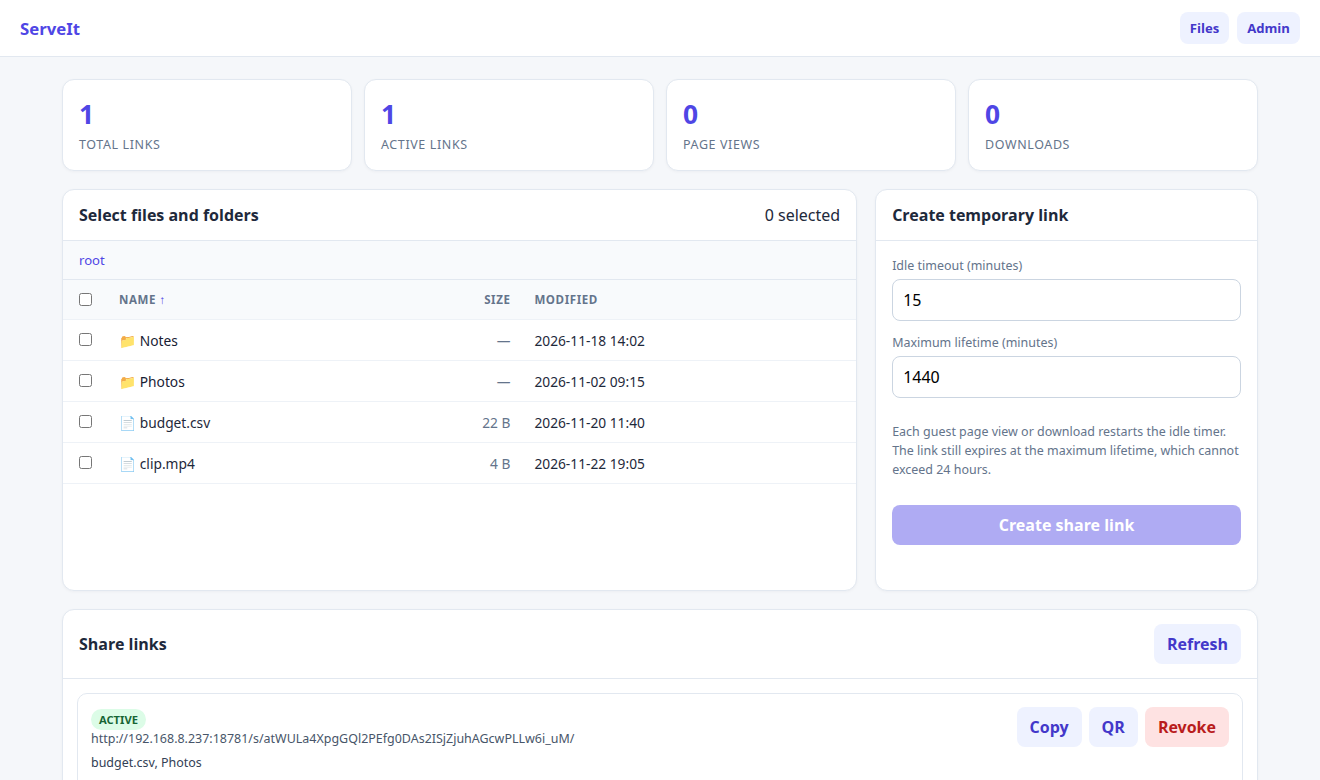 ServeIt
Files
Admin
1
TOTAL LINKS
1
ACTIVE LINKS
0
PAGE VIEWS
0
DOWNLOADS
Select files and folders
0 selected
root
NAME ↑ SIZE MODIFIED
Notes — 2026-11-18 14:02
Photos — 2026-11-02 09:15
budget.csv 22 B 2026-11-20 11:40
clip.mp4 4 B 2026-11-22 19:05
Create temporary link
Idle timeout (minutes)
15
Maximum lifetime (minutes)
1440
Each guest page view or download restarts the idle timer.
The link still expires at the maximum lifetime, which cannot
exceed 24 hours.
Create share link
Share links
Refresh
ACTIVE
http://192.168.8.237:18781/s/atWULa4XpgGQl2PEfg0DAs2ISjZjuhAGcwPLLw6i_uM/
budget.csv, Photos
Copy
QR
Revoke